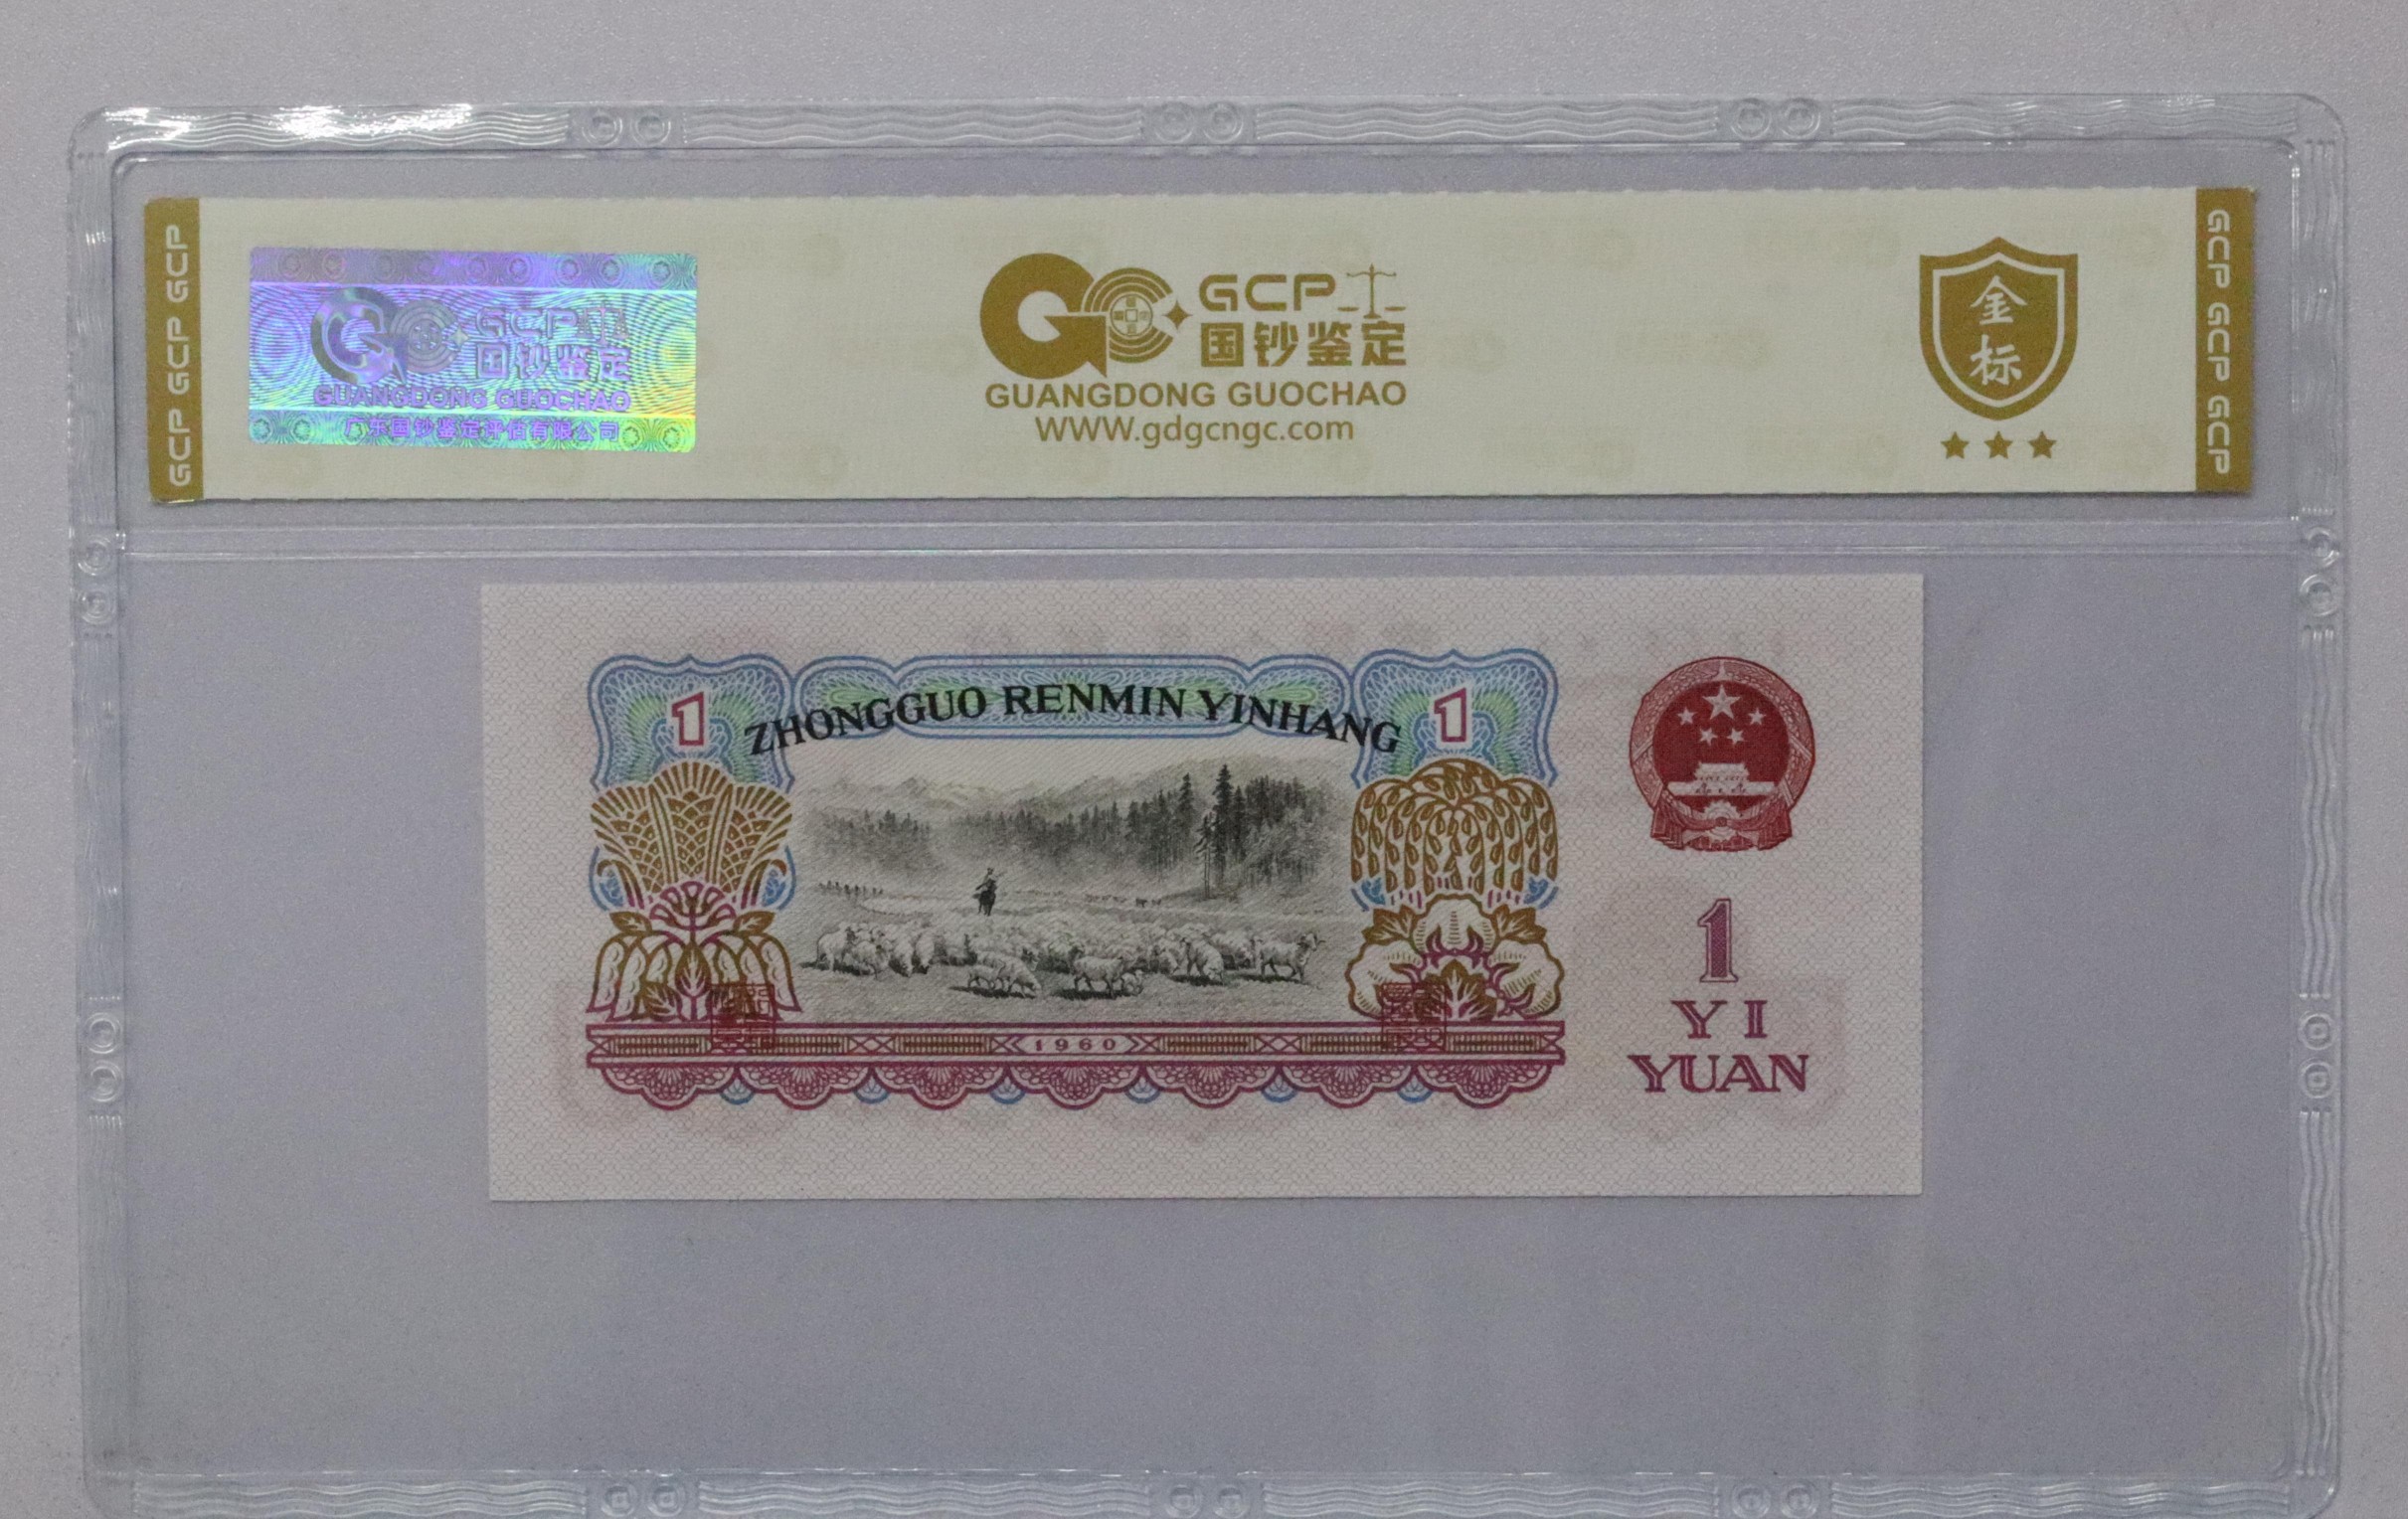 GCP GCP GCP
GCP
国钞鉴定
GUANGDONG GUOCHAO
广东国钞鉴定评估有限公司
GCP
国钞鉴定
GUANGDONG GUOCHAO
WWW.gdgcngc.com
金
标
GCP GCP GCP
1
ZHONGGUO RENMIN YINHANG
1
1960
1
YI
YUAN